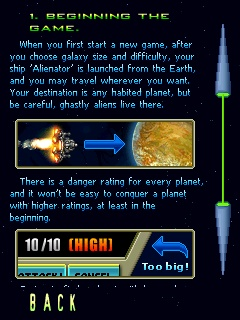 1. BEGINNING THE
GAME.
When you first start a new game, after
you choose galaxy size and difficulty, your
ship 'Alienator' is launched from the Earth,
and you may travel wherever you want.
Your destination is any habited planet, but
be careful, ghastly aliens live there.
There is a danger rating for every planet,
and it won't be easy to conquer a planet
with higher ratings, at least in the
beginning.
10/10 (HIGH)
Too big!
BACK